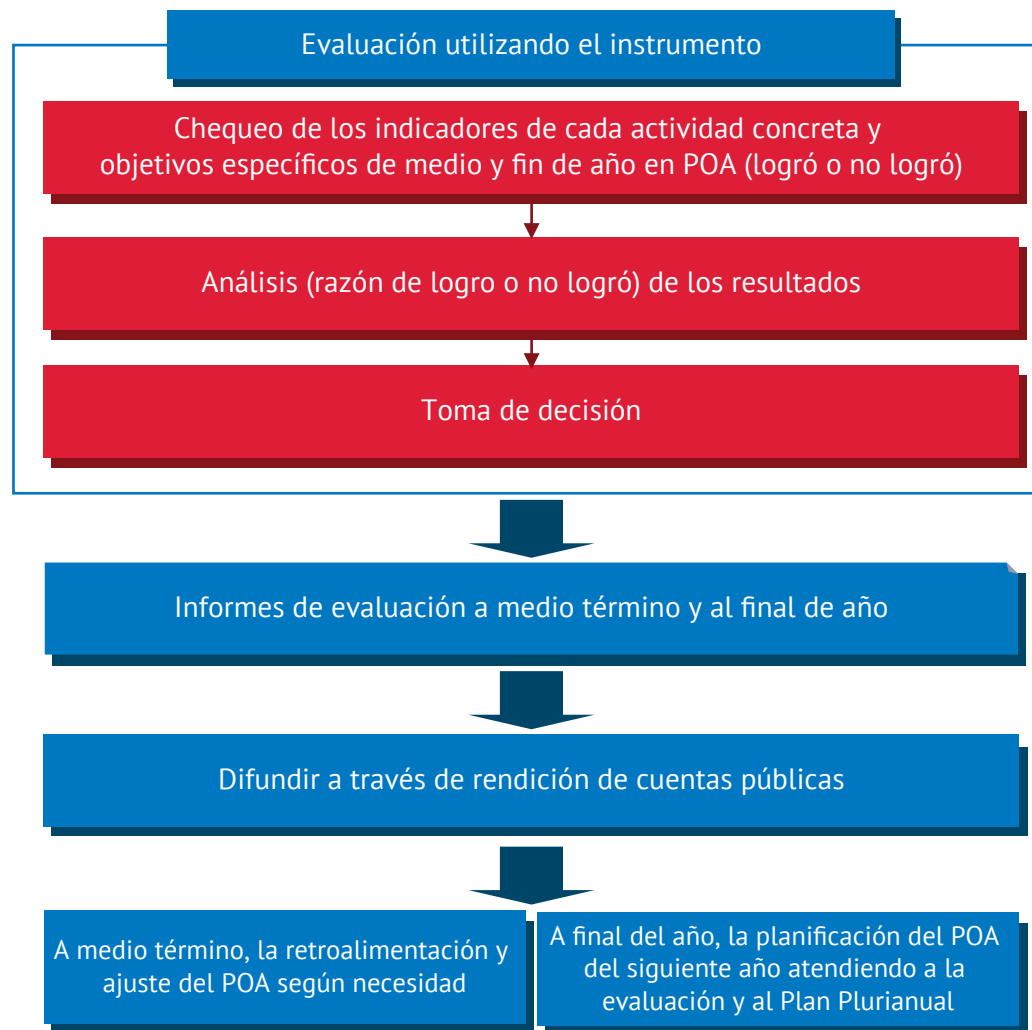 Evaluación utilizando el instrumento
Chequeo de los indicadores de cada actividad concreta y
objetivos específicos de medio y fin de año en POA (logró o no logró)
Análisis (razón de logro o no logró) de los resultados
Toma de decisión
Informes de evaluación a medio término y al final de año
Difundir a través de rendición de cuentas públicas
A medio término, la retroalimentación y
ajuste del POA según necesidad
A final del año, la planificación del POA
del siguiente año atendiendo a la
evaluación y al Plan Plurianual